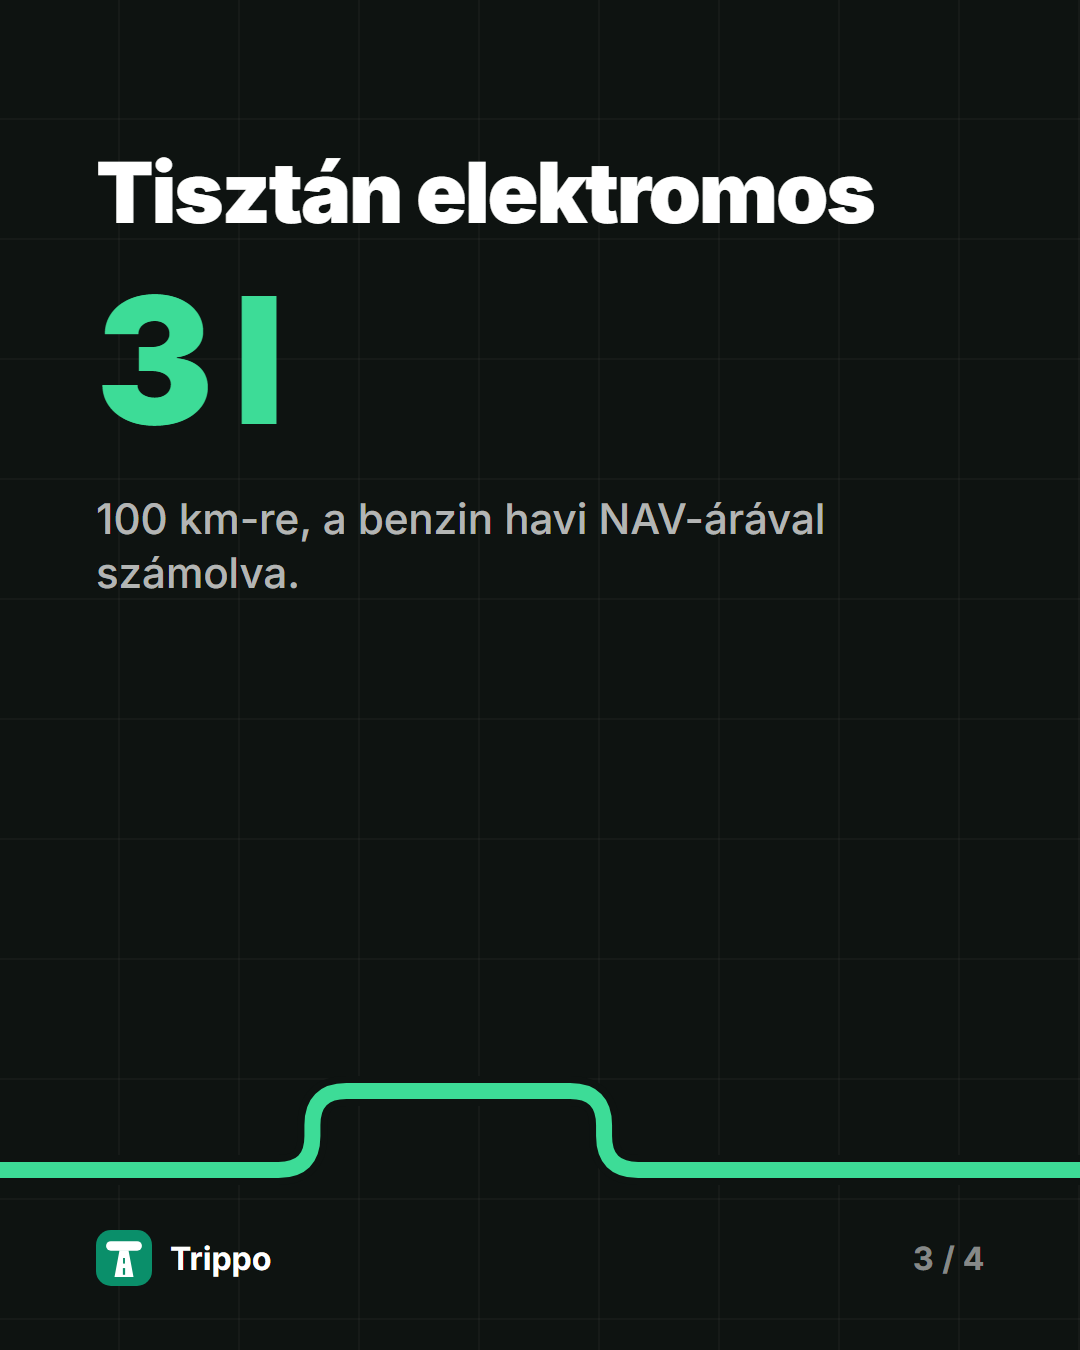 Tisztán elektromos
3 l
100 km-re, a benzin havi NAV-árával
számolva.
Trippo
3 / 4